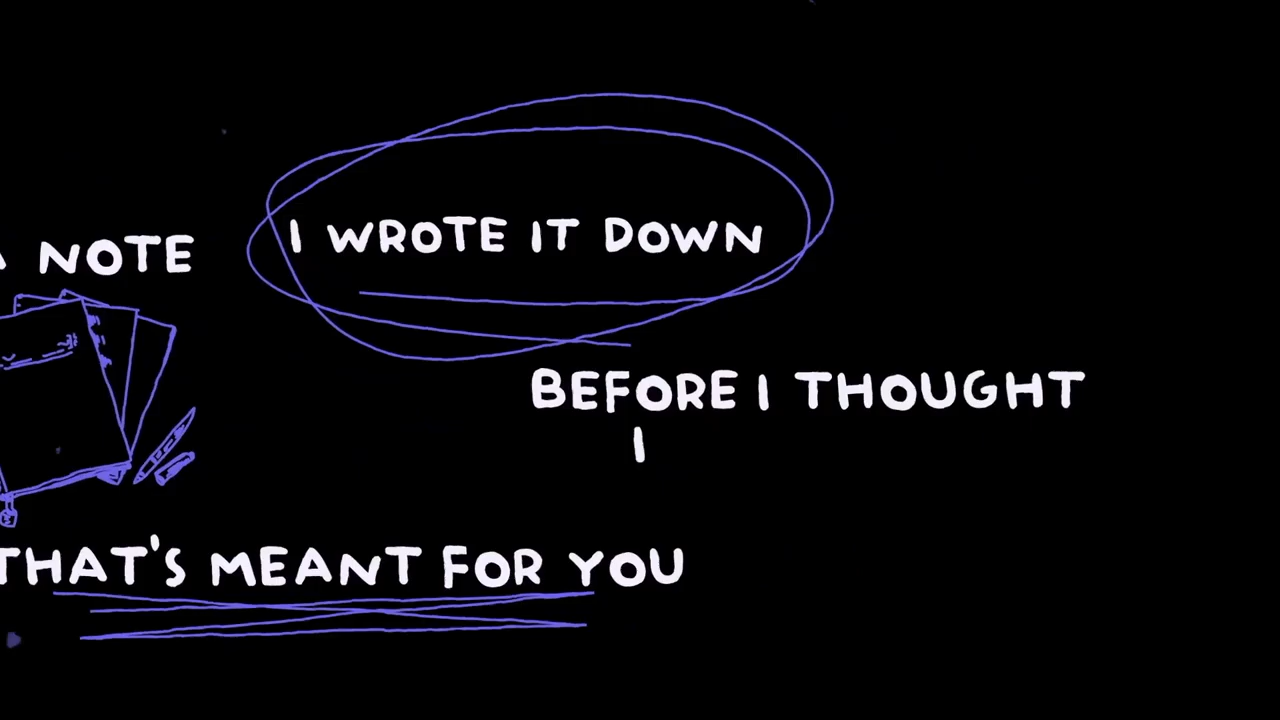 NOTE
I WROTE IT DOWN
BEFORE I THOUGHT
I
THAT'S MEANT FOR YOU